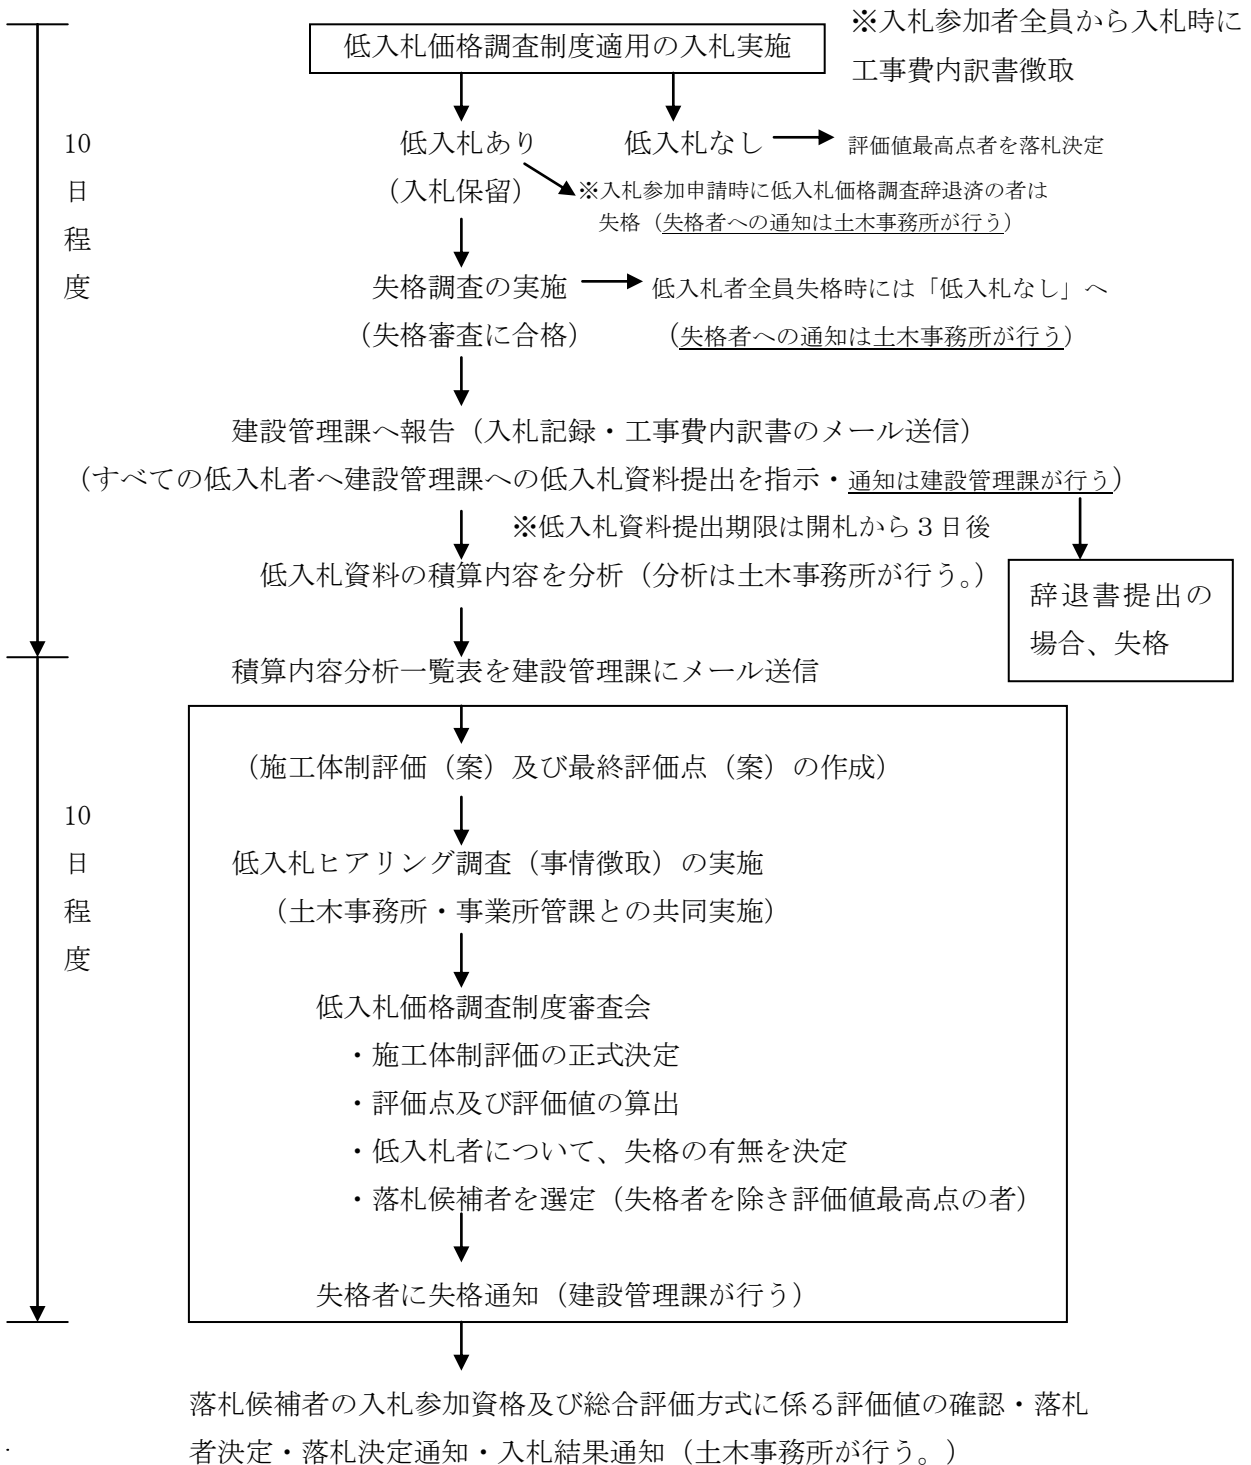 ※入札参加者全員から入札時に
工事費内訳書徴取
低入札価格調査制度適用の入札実施
10
日
程
度
低入札あり
(入札保留)
低入札なし
評価値最高点者を落札決定
※入札参加申請時に低入札価格調査辞退済の者は
失格（失格者への通知は土木事務所が行う）
失格調査の実施
(失格審査に合格)
低入札者全員失格時には「低入札なし」へ
（失格者への通知は土木事務所が行う）
建設管理課へ報告（入札記録・工事費内訳書のメール送信）
（すべての低入札者へ建設管理課への低入札資料提出を指示・通知は建設管理課が行う）
※低入札資料提出期限は開札から３日後
低入札資料の積算内容を分析（分析は土木事務所が行う。）
辞退書提出の
場合、失格
積算内容分析一覧表を建設管理課にメール送信
10
日
程
度
（施工体制評価（案）及び最終評価点（案）の作成）
低入札ヒアリング調査（事情徴取）の実施
（土木事務所・事業所管課との共同実施）
低入札価格調査制度審査会
・施工体制評価の正式決定
・評価点及び評価値の算出
・低入札者について、失格の有無を決定
・落札候補者を選定（失格者を除き評価値最高点の者）
失格者に失格通知（建設管理課が行う）
落札候補者の入札参加資格及び総合評価方式に係る評価値の確認・落札
者決定・落札決定通知・入札結果通知（土木事務所が行う。）